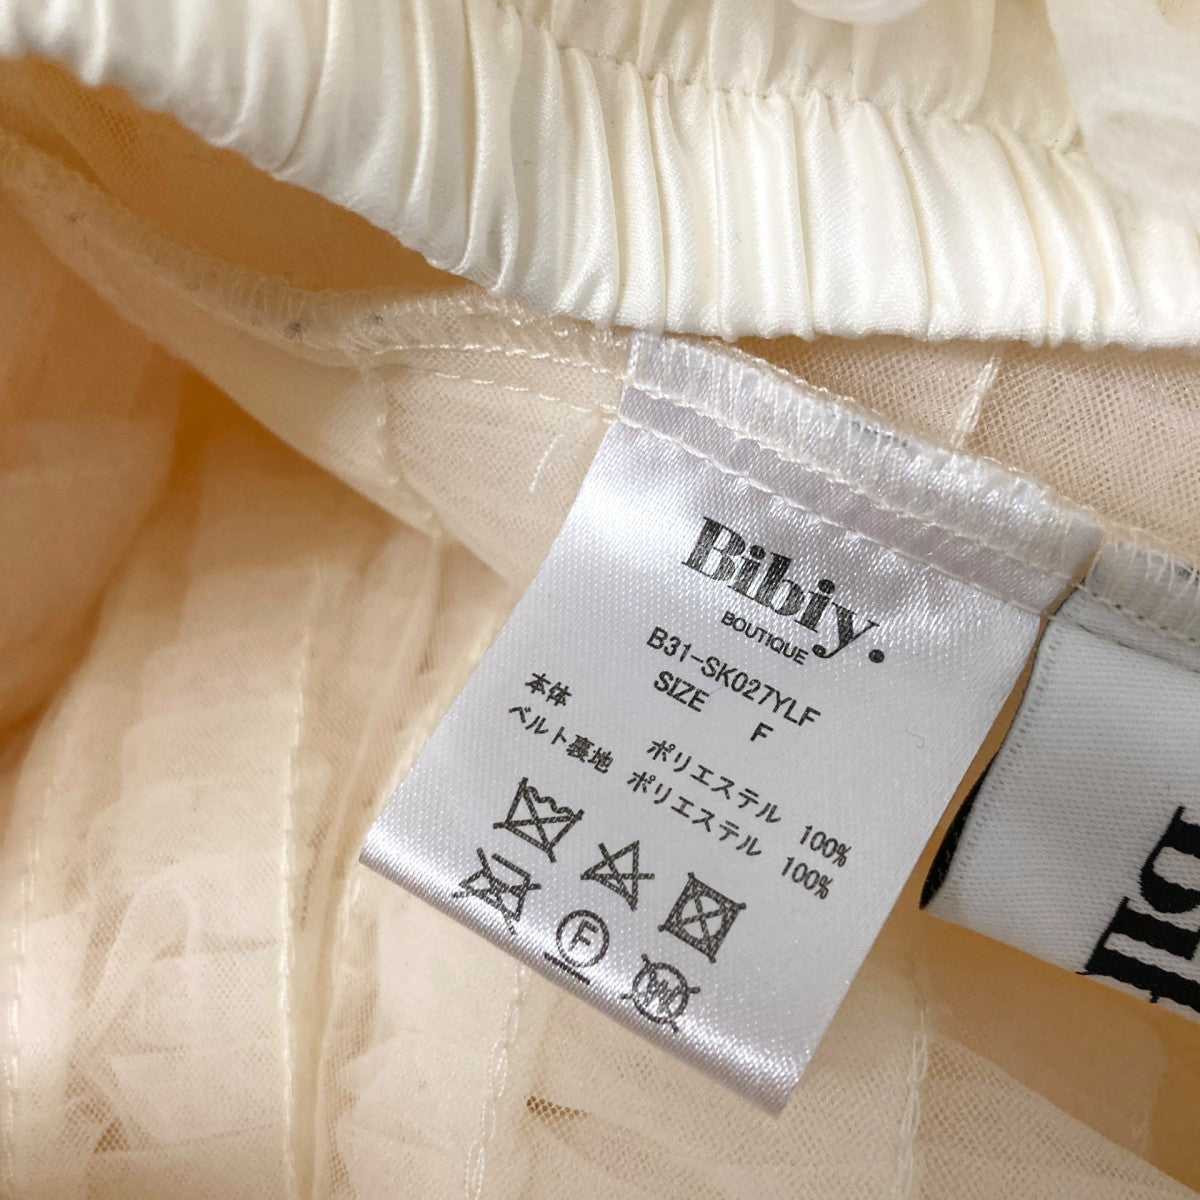 Bibiy.
BOUTIQUE
B31-SK027YLF
SIZE F
本体 ポリエステル 100%
ベルト裏地 ポリエステル 100%
F
W